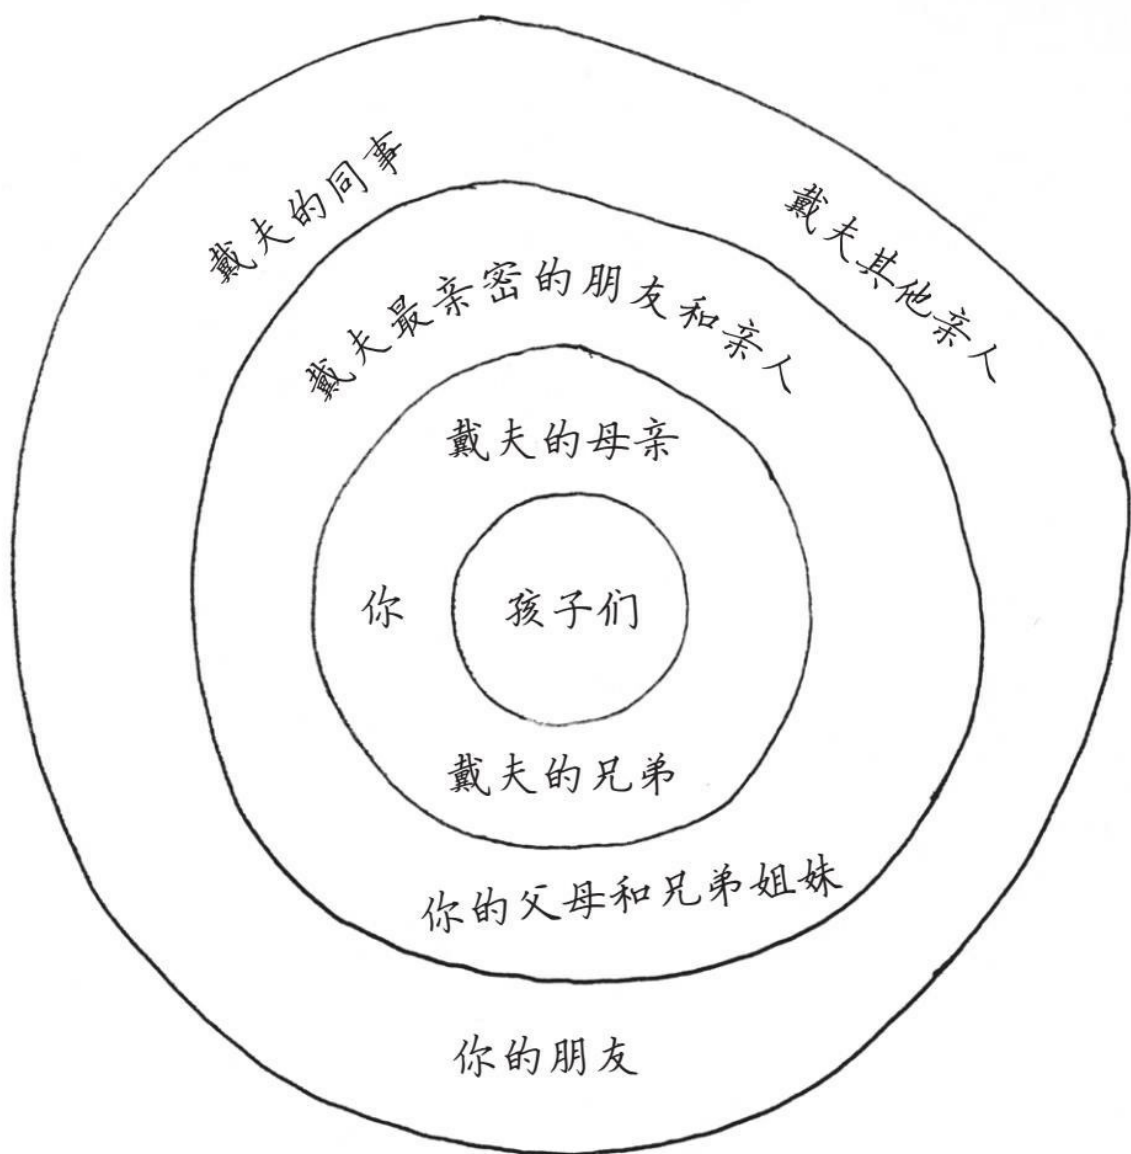 戴夫的同事
戴夫其他亲人
戴夫最亲密的朋友和亲人
戴夫的母亲
你
孩子们
戴夫的兄弟
你的父母和兄弟姐妹
你的朋友